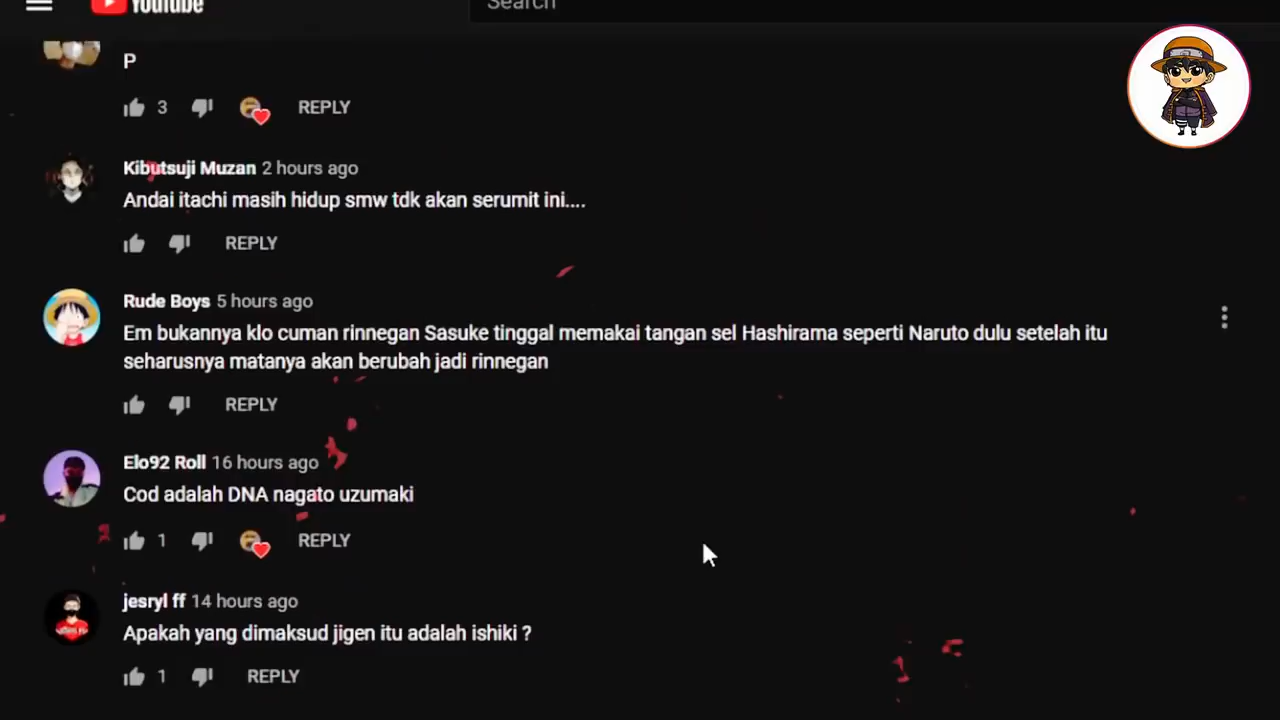 YouTube
Search
P
3
REPLY
Kibutsuji Muzan 2 hours ago
Andai itachi masih hidup smw tdk akan serumit ini....
REPLY
Rude Boys 5 hours ago
Em bukannya klo cuman rinnegan Sasuke tinggal memakai tangan sel Hashirama seperti Naruto dulu setelah itu
seharusnya matanya akan berubah jadi rinnegan
REPLY
Elo92 Roll 16 hours ago
Cod adalah DNA nagato uzumaki
1 REPLY
jesryl ff 14 hours ago
Apakah yang dimaksud jigen itu adalah ishiki ?
1 REPLY